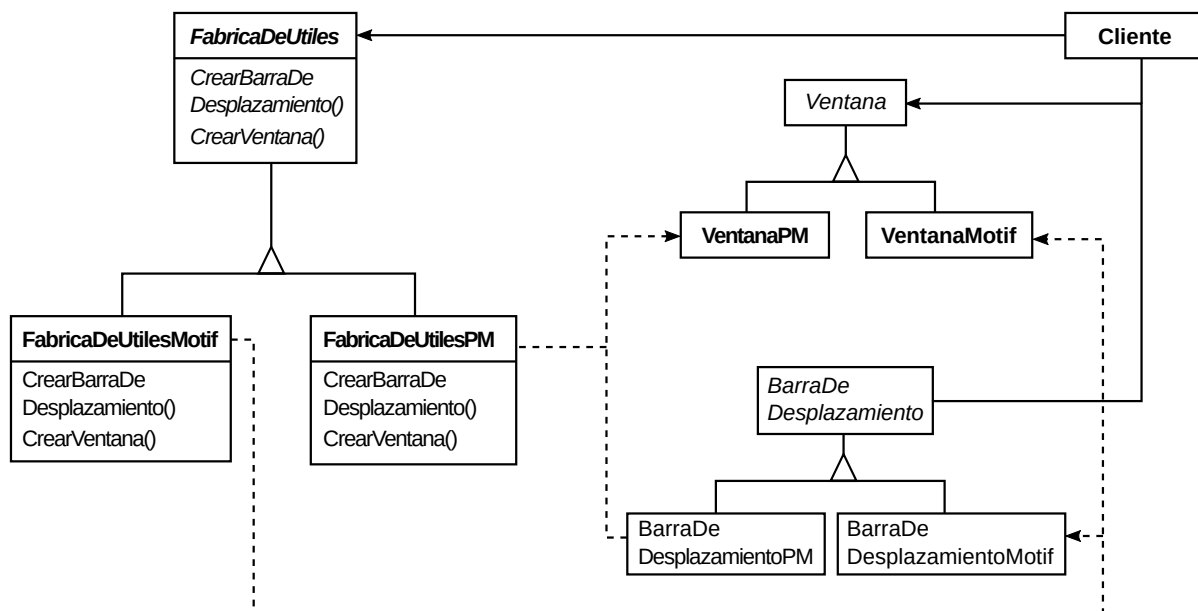 FabricaDeUtiles
CrearBarraDe
Desplazamiento()
CrearVentana()
Cliente
Ventana
VentanaPM
VentanaMotif
FabricaDeUtilesMotif
CrearBarraDe
Desplazamiento()
CrearVentana()
FabricaDeUtilesPM
CrearBarraDe
Desplazamiento()
CrearVentana()
BarraDe
Desplazamiento
BarraDe
DesplazamientoPM
BarraDe
DesplazamientoMotif